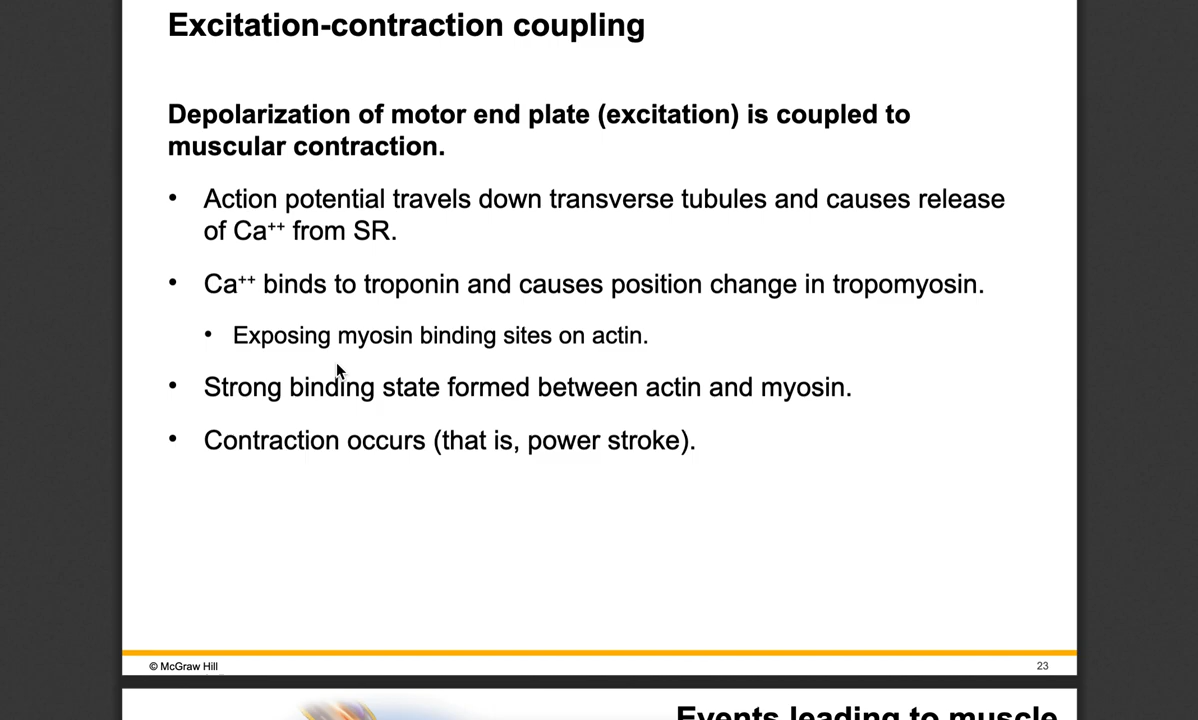 Excitation-contraction coupling
Depolarization of motor end plate (excitation) is coupled to
muscular contraction.
• Action potential travels down transverse tubules and causes release
of Ca⁺⁺ from SR.
• Ca⁺⁺ binds to troponin and causes position change in tropomyosin.
• Exposing myosin binding sites on actin.
• Strong binding state formed between actin and myosin.
• Contraction occurs (that is, power stroke).
© McGraw Hill
23
Events leading to muscle